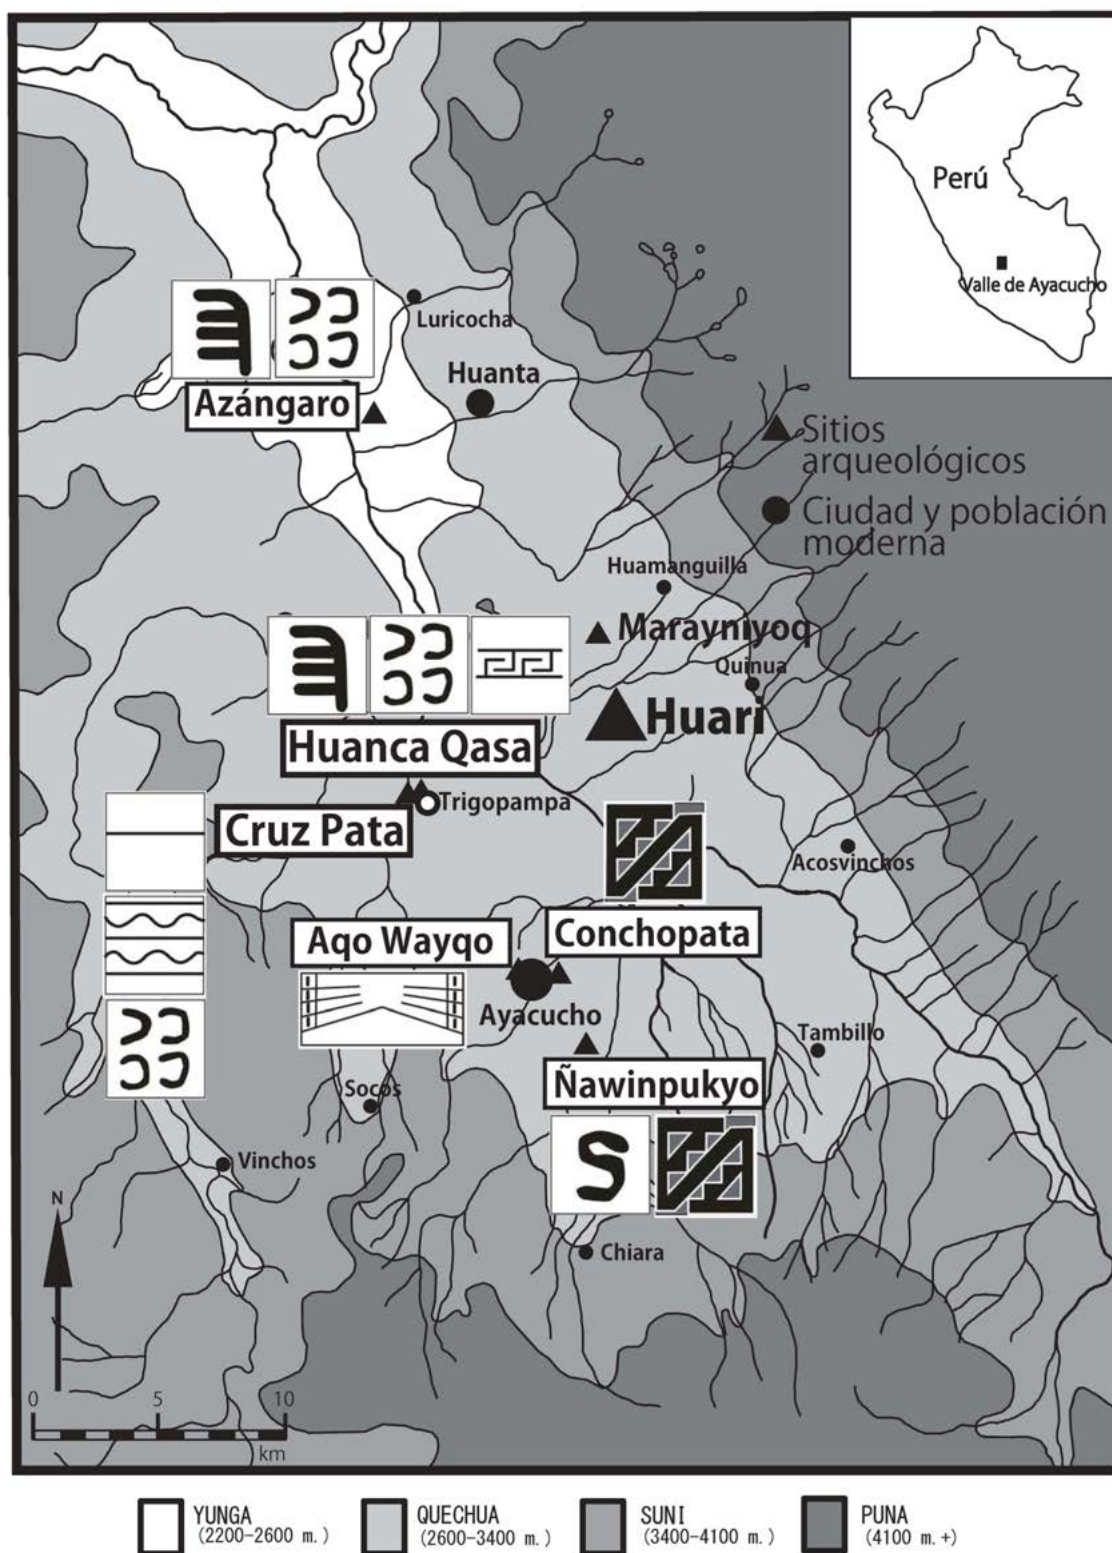 Perú
Valle de Ayacucho
Luricocha
Huanta
Azángaro
Sitios
arqueológicos
Ciudad y población
moderna
Huamanguilla
Marayniyoq
Quinua
Huari
Huanca Qasa
Trigopampa
Cruz Pata
Acosvinchos
Aqo Wayqo
Conchopata
Ayacucho
Tambillo
Ñawinpukyo
Socos
Vinchos
Chiara
N
0 5 10
km
YUNGA
(2200-2600 m.)
QUECHUA
(2600-3400 m.)
SUNI
(3400-4100 m.)
PUNA
(4100 m.+)